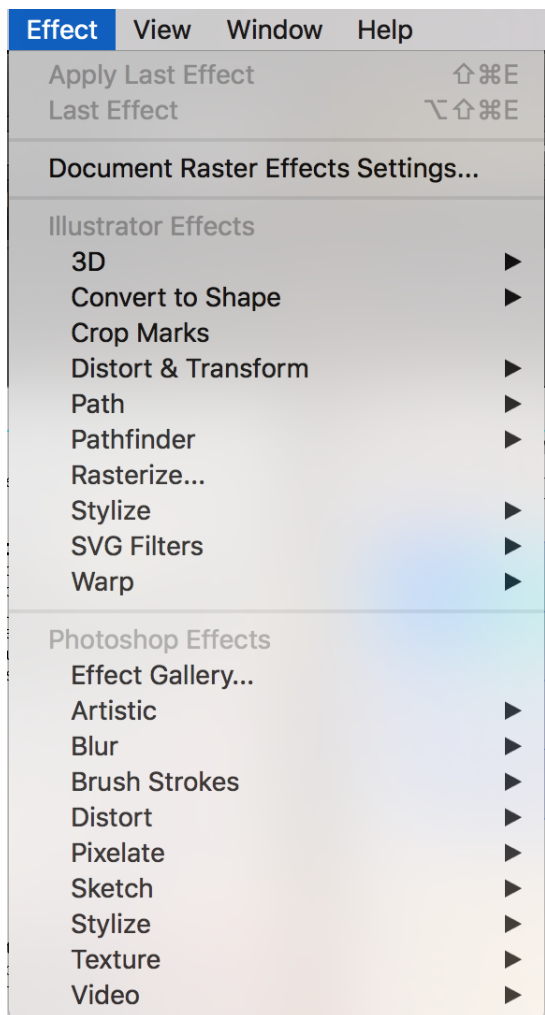 Effect View Window Help
Apply Last Effect ⇧⌘E
Last Effect ⌥⇧⌘E
Document Raster Effects Settings...
Illustrator Effects
3D
Convert to Shape
Crop Marks
Distort & Transform
Path
Pathfinder
Rasterize...
Stylize
SVG Filters
Warp
Photoshop Effects
Effect Gallery...
Artistic
Blur
Brush Strokes
Distort
Pixelate
Sketch
Stylize
Texture
Video